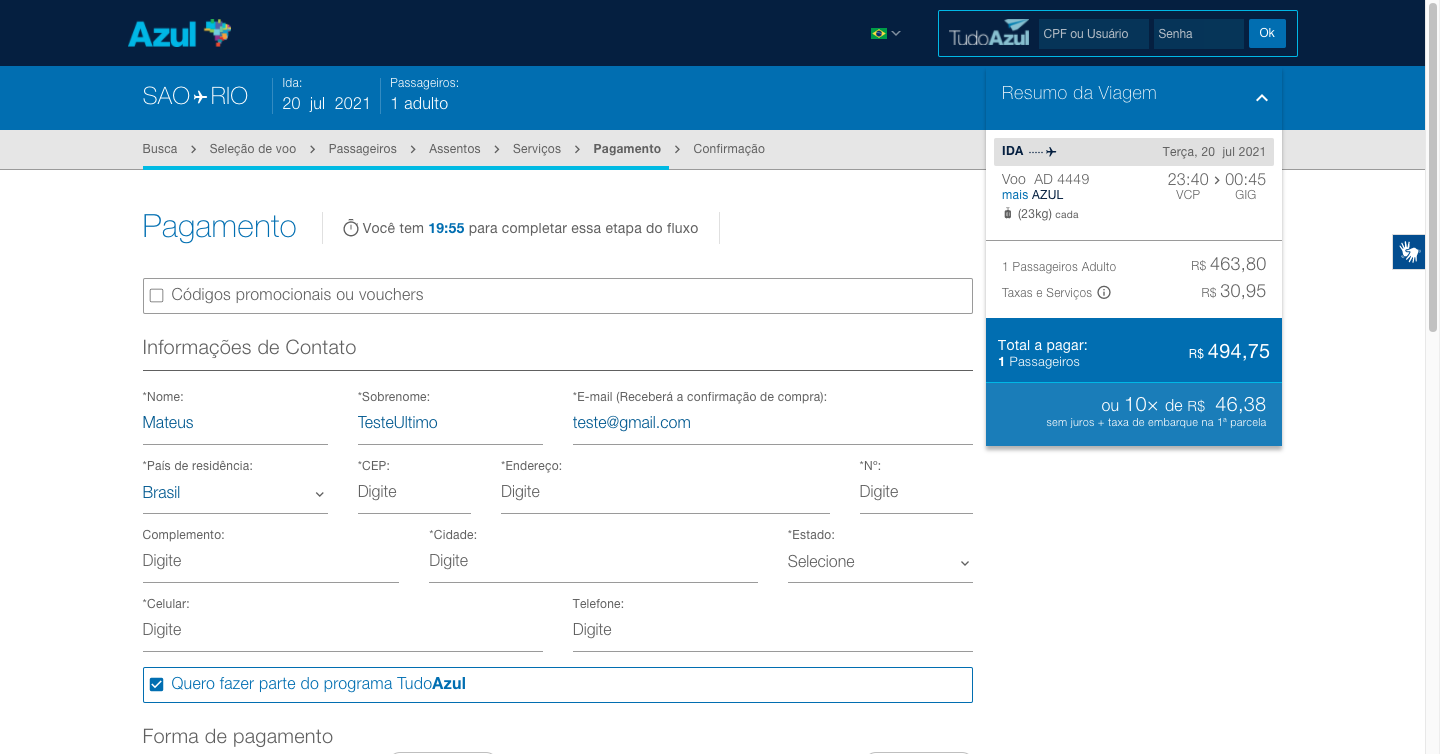 Azul
TudoAzul CPF ou Usuário Senha Ok
SAO RIO
Ida:
20 jul 2021
Passageiros:
1 adulto
Resumo da Viagem
Busca Seleção de voo Passageiros Assentos Serviços Pagamento Confirmação
IDA Terça, 20 jul 2021
Voo AD 4449 23:40 00:45
mais AZUL VCP GIG
(23kg) cada
1 Passageiros Adulto R$ 463,80
Taxas e Serviços R$ 30,95
Total a pagar: R$ 494,75
1 Passageiros
ou 10x de R$ 46,38
sem juros + taxa de embarque na 1ª parcela
Pagamento
Você tem 19:55 para completar essa etapa do fluxo
Códigos promocionais ou vouchers
Informações de Contato
*Nome: *Sobrenome: *E-mail (Receberá a confirmação de compra):
Mateus TesteUltimo teste@gmail.com
*País de residência: *CEP: *Endereço: *Nº:
Brasil Digite Digite Digite
Complemento: *Cidade: *Estado:
Digite Digite Selecione
*Celular: Telefone:
Digite Digite
Quero fazer parte do programa TudoAzul
Forma de pagamento